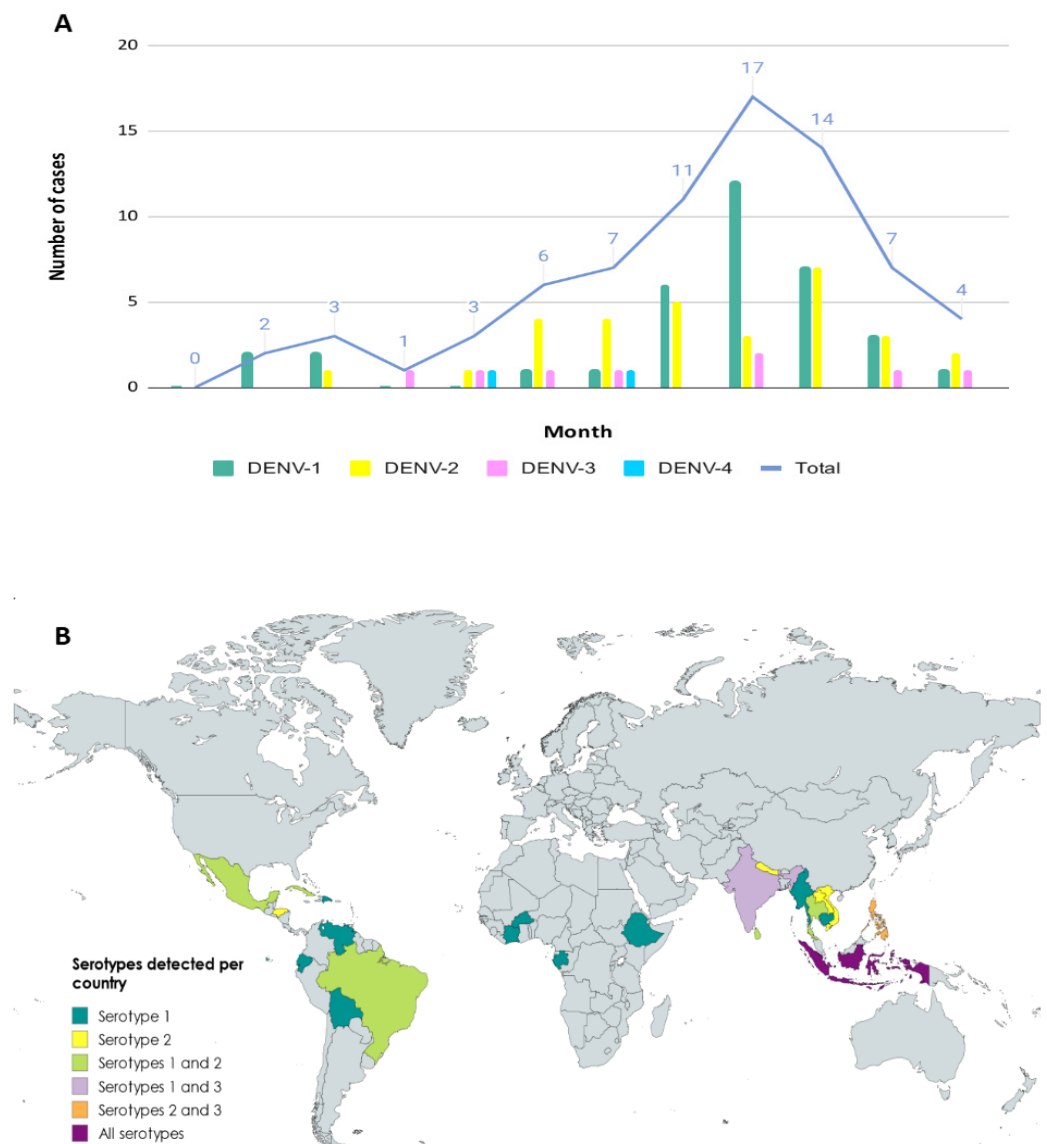 A
20
17
15
14
11
10
7
7
6
5
4
3
3
2
1
0
0
Number of cases
Month
DENV-1 DENV-2 DENV-3 DENV-4 Total
B
Serotypes detected per
country
Serotype 1
Serotype 2
Serotypes 1 and 2
Serotypes 1 and 3
Serotypes 2 and 3
All serotypes